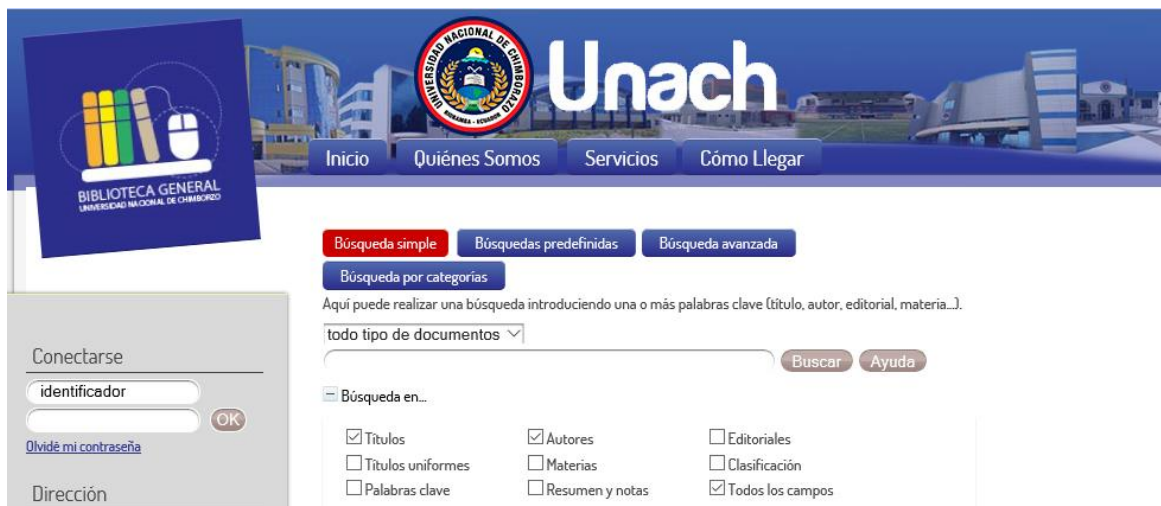 UNIVERSIDAD NACIONAL DE CHIMBORAZO
RIOBAMBA - ECUADOR
Unach
BIBLIOTECA GENERAL
UNIVERSIDAD NACIONAL DE CHIMBORZO
Inicio Quiénes Somos Servicios Cómo Llegar
Búsqueda simple Búsquedas predefinidas Búsqueda avanzada
Búsqueda por categorías
Aquí puede realizar una búsqueda introduciendo una o más palabras clave (título, autor, editorial, materia...).
todo tipo de documentos
Buscar Ayuda
Conectarse
identificador
OK
Olvidé mi contraseña
Dirección
Búsqueda en...
Títulos Autores Editoriales
Títulos uniformes Materias Clasificación
Palabras clave Resumen y notas Todos los campos